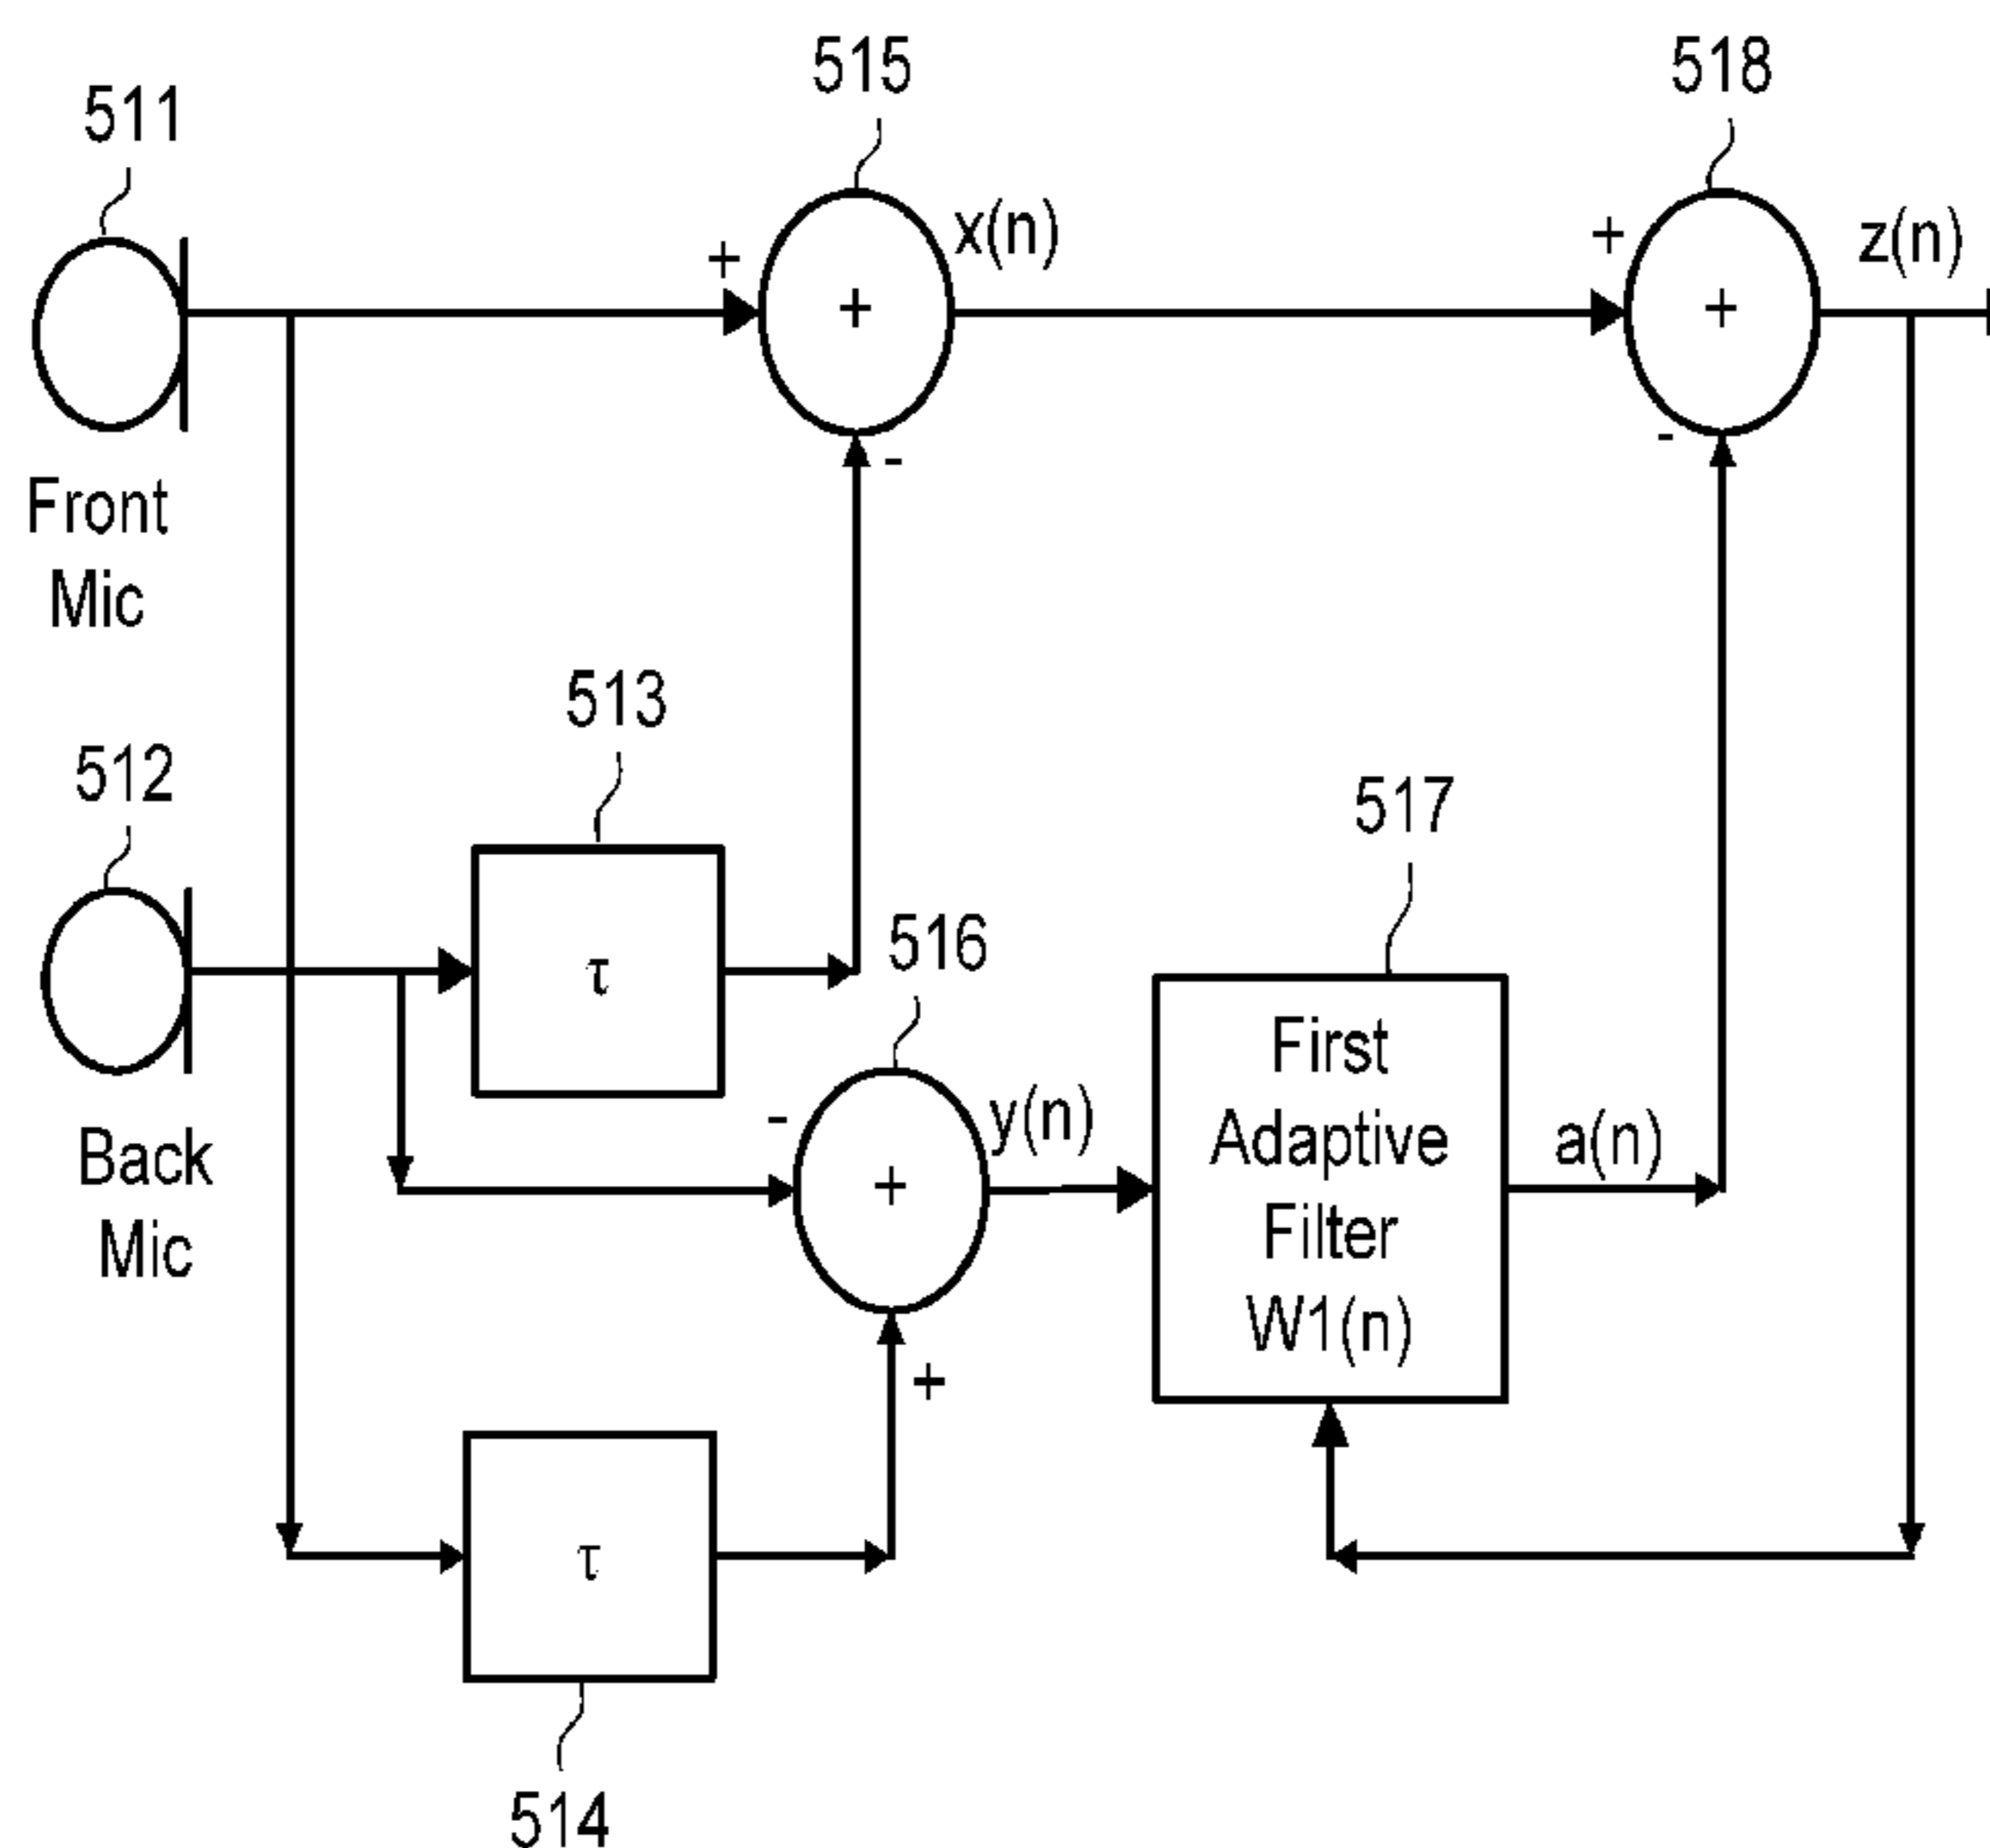 515
518
511
x(n)
z(n)
+
+
+
+
-
-
Front
Mic
513
512
517
516
τ
First
Adaptive
Filter
W1(n)
-
y(n)
a(n)
+
Back
Mic
+
τ
514